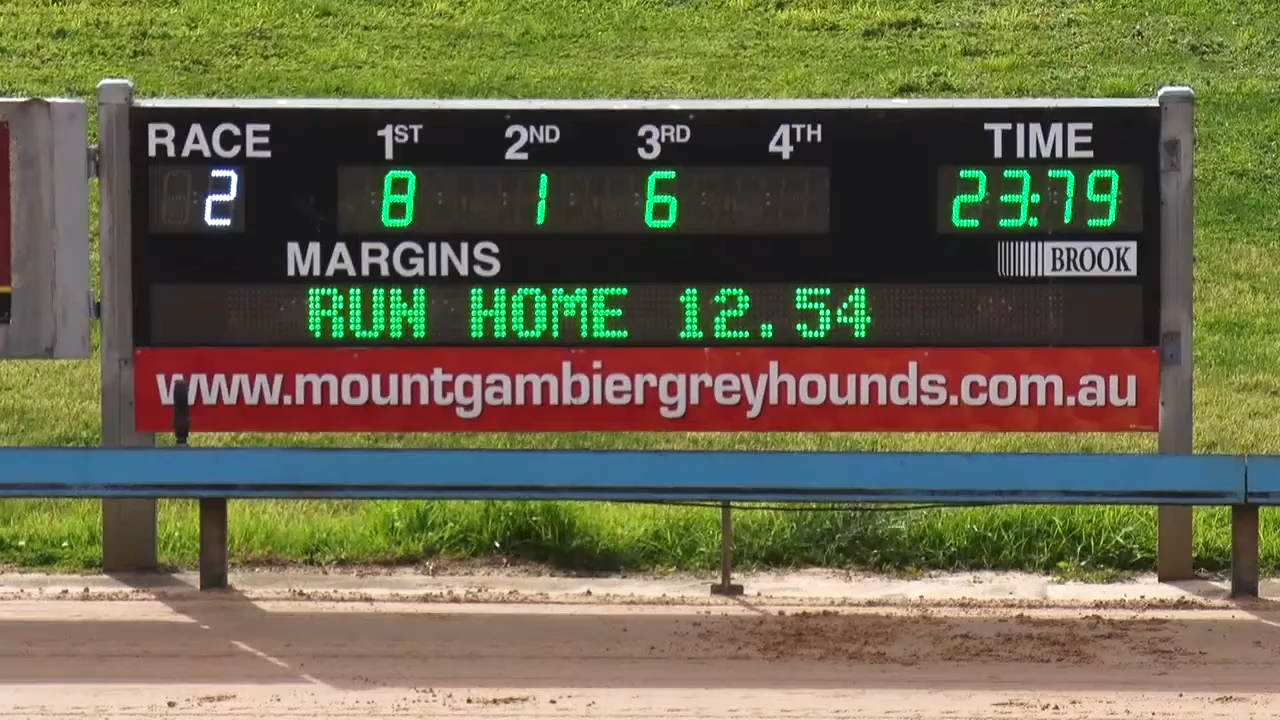 RACE 1ST 2ND 3RD 4TH TIME
2 8 1 6 23:79
MARGINS BROOK
RUN HOME 12.54
www.mountgambiergreyhounds.com.au